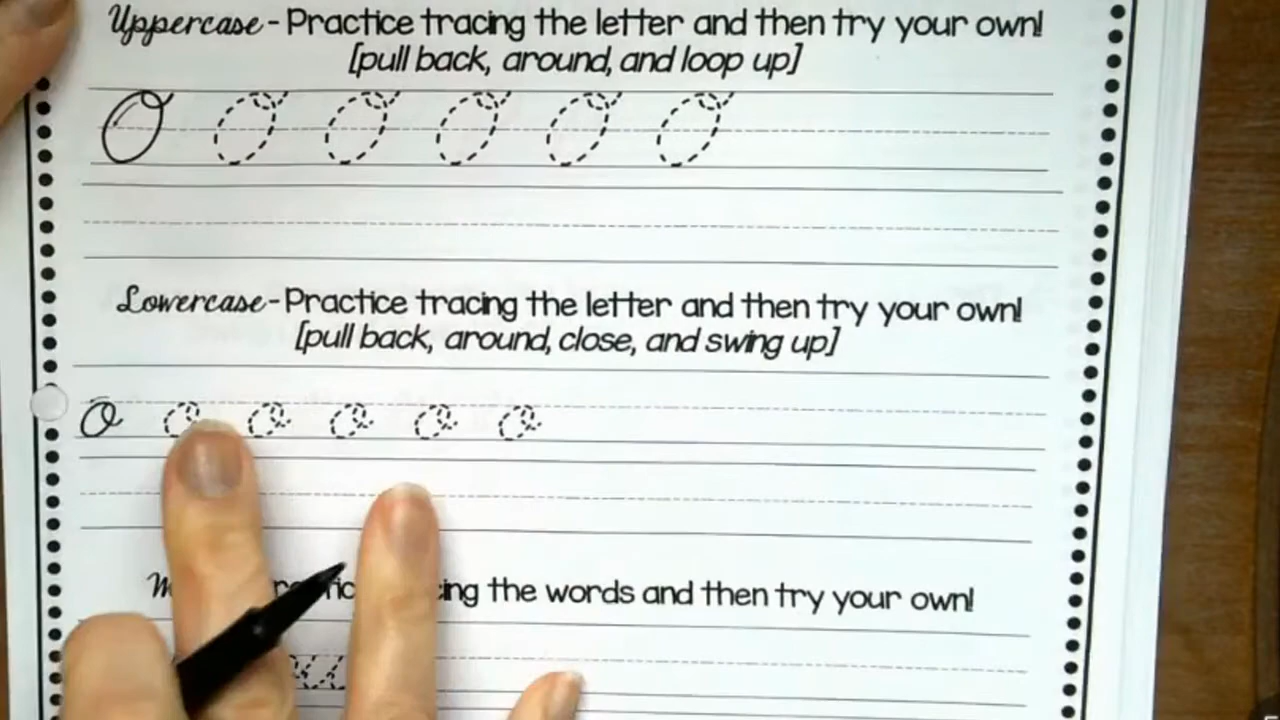 Uppercase - Practice tracing the letter and then try your own!
[pull back, around, and loop up]
O O O O O O
Lowercase - Practice tracing the letter and then try your own!
[pull back, around, close, and swing up]
o o o o o o
the words and then try your own!